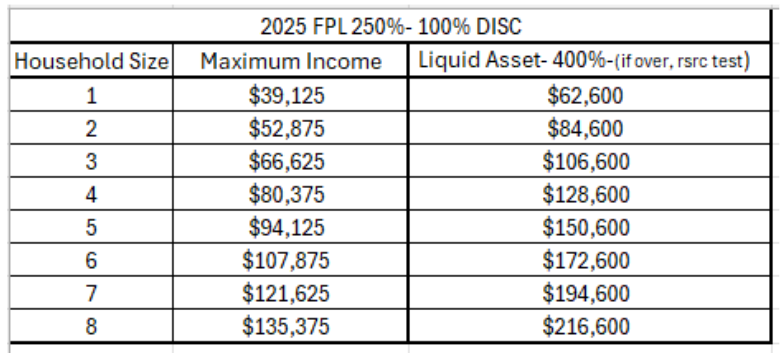 2025 FPL 250%- 100% DISC
Household Size Maximum Income Liquid Asset- 400%-(if over, rsrc test)
1 $39,125 $62,600
2 $52,875 $84,600
3 $66,625 $106,600
4 $80,375 $128,600
5 $94,125 $150,600
6 $107,875 $172,600
7 $121,625 $194,600
8 $135,375 $216,600